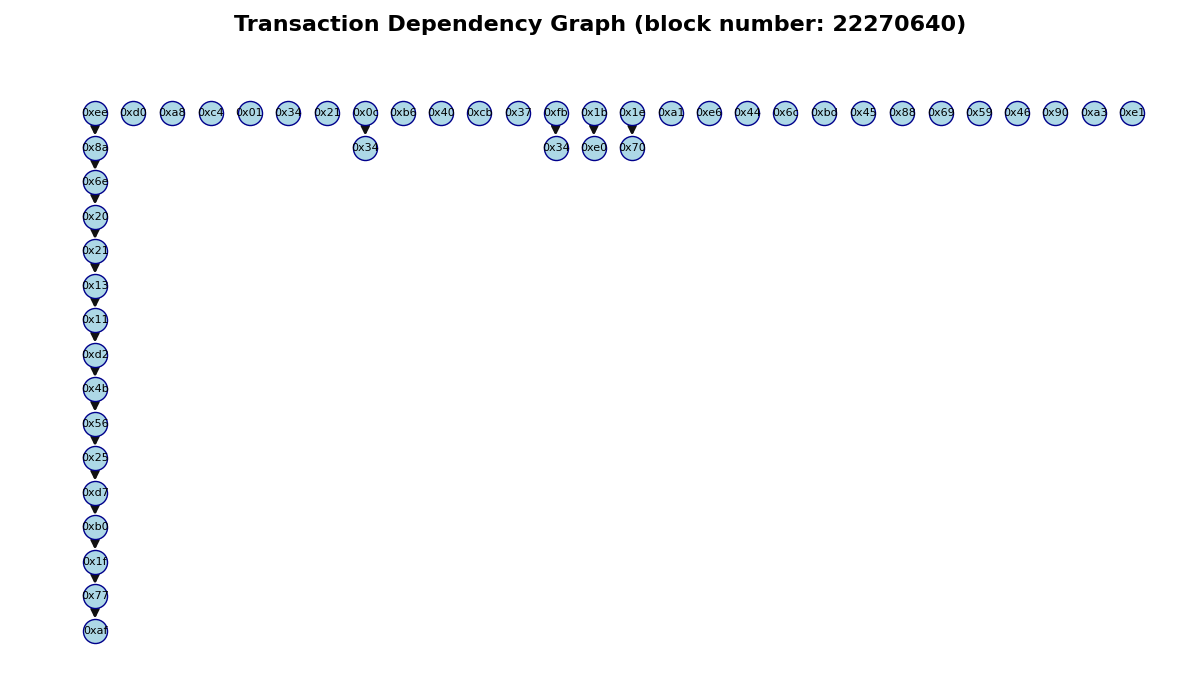 Transaction Dependency Graph (block number: 22270640)
0xee 0xd0 0xa8 0xc4 0x01 0x34 0x21 0x0c 0xb6 0x40 0xcb 0x37 0xfb 0x1b 0x1e 0xa1 0xe6 0x44 0x6c 0xbd 0x45 0x88 0x69 0x59 0x46 0x90 0xa3 0xe1
0x8a 0x34 0x34 0xe0 0x70
0x6e
0x20
0x21
0x13
0x11
0xd2
0x4b
0x56
0x25
0xd7
0xb0
0x1f
0x77
0xaf